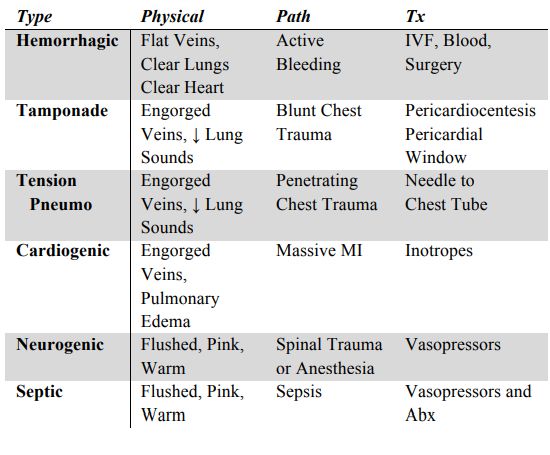 Type Physical Path Tx
Hemorrhagic Flat Veins, Active IVF, Blood,
Clear Lungs Bleeding Surgery
Clear Heart
Tamponade Engorged Blunt Chest Pericardiocentesis
Veins, ↓ Lung Trauma Pericardial
Sounds Window
Tension Engorged Penetrating Needle to
Pneumo Veins, ↓ Lung Chest Trauma Chest Tube
Sounds
Cardiogenic Engorged Massive MI Inotropes
Veins,
Pulmonary
Edema
Neurogenic Flushed, Pink, Spinal Trauma Vasopressors
Warm or Anesthesia
Septic Flushed, Pink, Sepsis Vasopressors and
Warm Abx